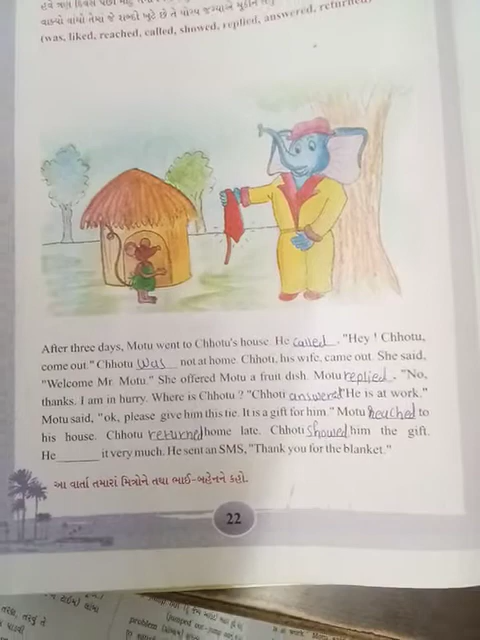 વાક્યો વાંચો તેમાં જે શબ્દો ખૂટે છે તે યોગ્ય જગ્યાએ મૂકીને
(was, liked, reached, called, showed, replied, answered, returned)
After three days, Motu went to Chhotu's house. He called. "Hey ! Chhotu,
come out." Chhotu was not at home. Chhoti, his wife, came out. She said,
"Welcome Mr. Motu." She offered Motu a fruit dish. Motu replied. "No,
thanks. I am in hurry. Where is Chhotu ? "Chhoti answered "He is at work."
Motu said, "ok, please give him this tie. It is a gift for him." Motu reached to
his house. Chhotu returned home late. Chhoti showed him the gift.
He ______ it very much. He sent an SMS, "Thank you for the blanket."
આ વાર્તા તમારાં મિત્રોને તથા ભાઈ-બહેનને કહો.
22
problem